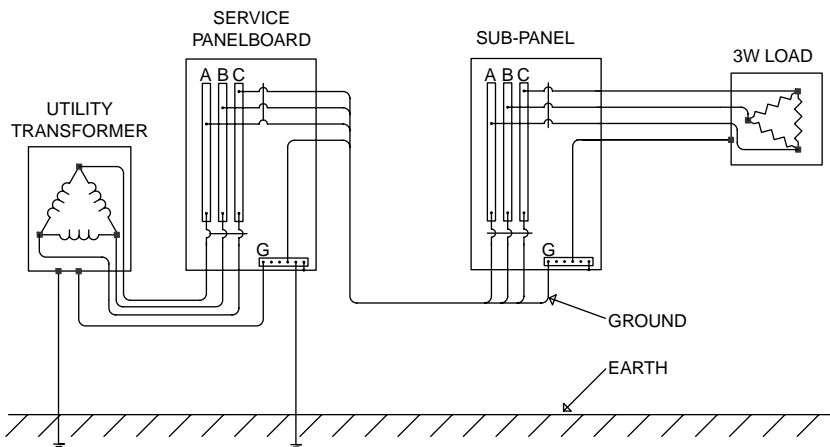 SERVICE
PANELBOARD
SUB-PANEL
3W LOAD
A B C
A B C
UTILITY
TRANSFORMER
G
G
GROUND
EARTH